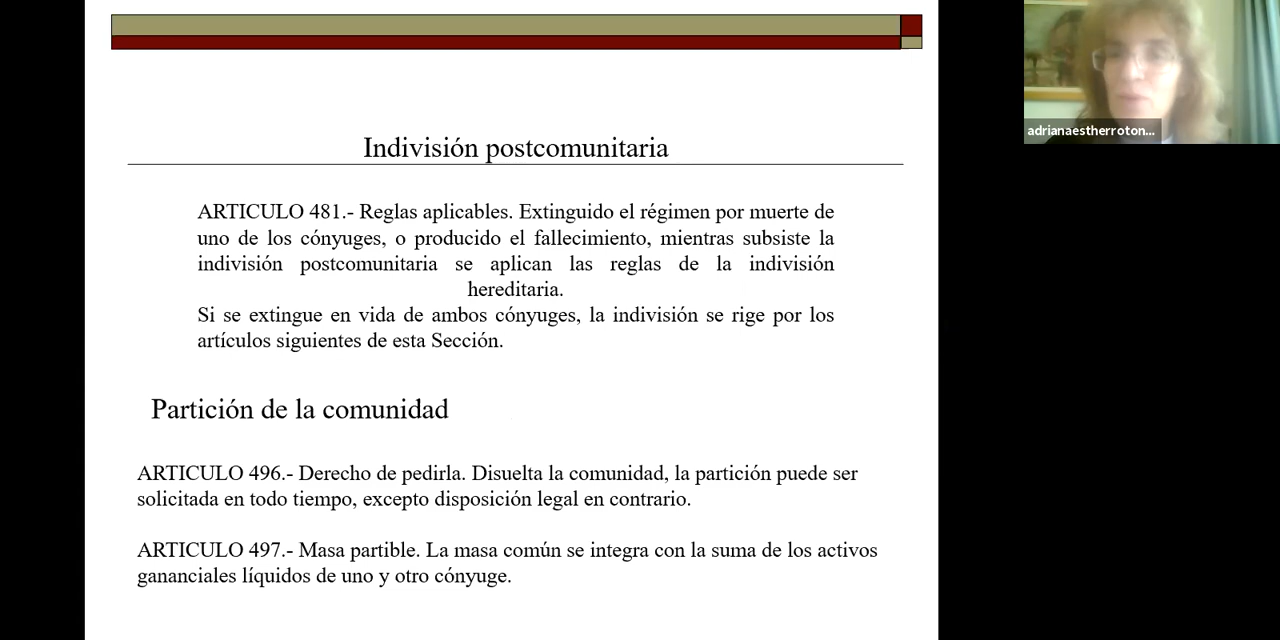 Indivisión postcomunitaria
ARTICULO 481.- Reglas aplicables. Extinguido el régimen por muerte de
uno de los cónyuges, o producido el fallecimiento, mientras subsiste la
indivisión postcomunitaria se aplican las reglas de la indivisión
hereditaria.
Si se extingue en vida de ambos cónyuges, la indivisión se rige por los
artículos siguientes de esta Sección.
Partición de la comunidad
ARTICULO 496.- Derecho de pedirla. Disuelta la comunidad, la partición puede ser
solicitada en todo tiempo, excepto disposición legal en contrario.
ARTICULO 497.- Masa partible. La masa común se integra con la suma de los activos
gananciales líquidos de uno y otro cónyuge.
adrianaestherroton...